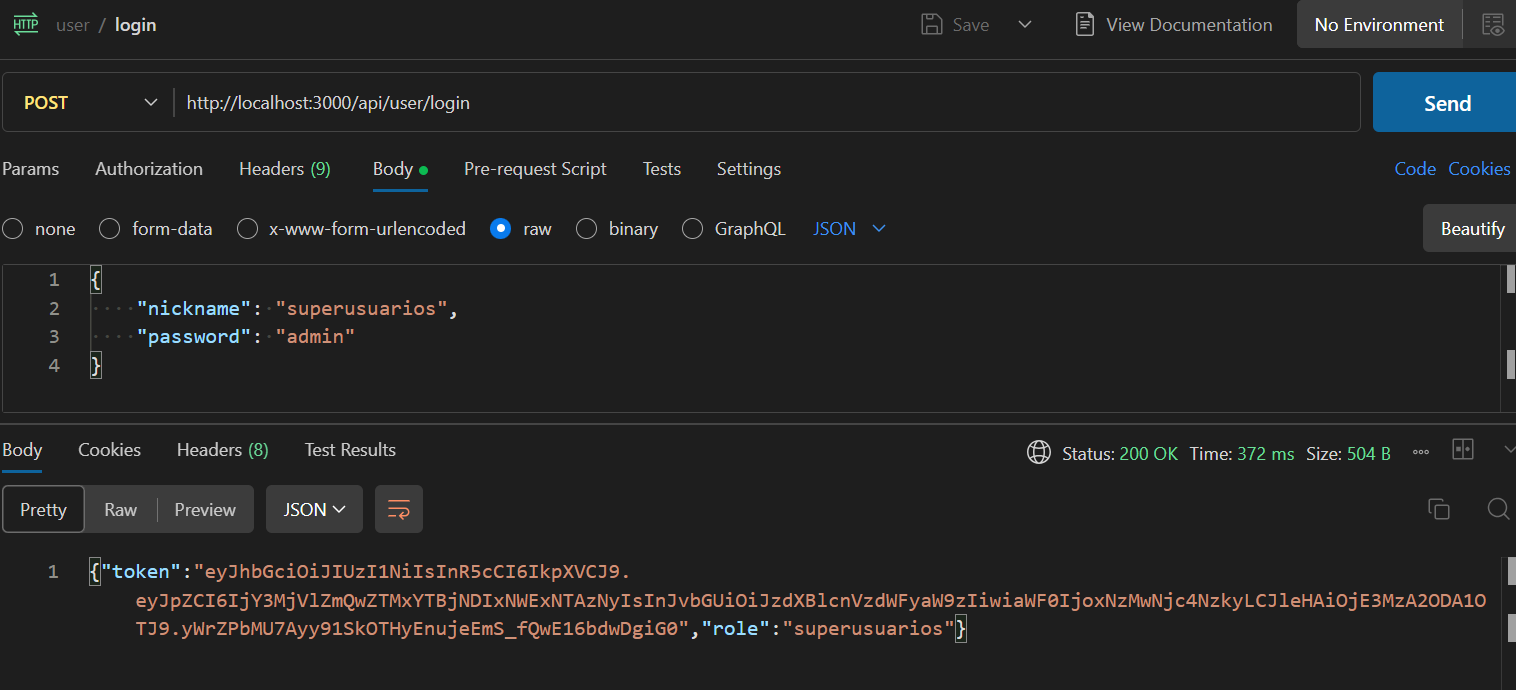 HTTP user / login Save View Documentation No Environment
POST http://localhost:3000/api/user/login Send
Params Authorization Headers (9) Body Pre-request Script Tests Settings Code Cookies
none form-data x-www-form-urlencoded raw binary GraphQL JSON Beautify
1 {
2 "nickname": "superusuarios",
3 "password": "admin"
4 }
Body Cookies Headers (8) Test Results Status: 200 OK Time: 372 ms Size: 504 B
Pretty Raw Preview JSON
1 {"token":"eyJhbGciOiJIUzI1NiIsInR5cCI6IkpXVCJ9.
eyJpZCI6IjY3MjVlZmQwZTMxYTBjNDIxNWExNTAzNyIsInJvbGUiOiJzdXBlcnVzdWFyaW9zIiwiaWF0IjoxNzMwNjc4NzkyLCJleHAiOjE3MzA2ODA1O
TJ9.yWrZPbMU7Ayy91SkOTHyEnujeEmS_fQwE16bdwDgiG0","role":"superusuarios"}